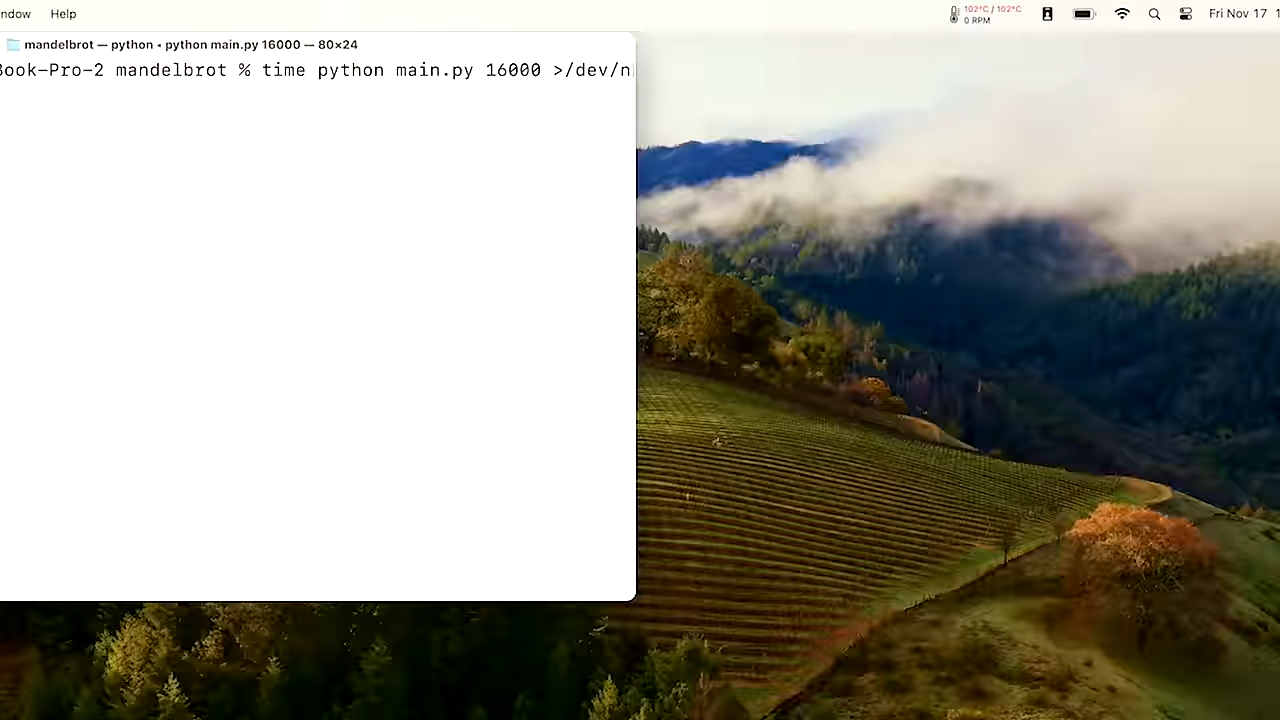 ndow Help 102°C / 102°C
0 RPM Fri Nov 17 1
mandelbrot — python • python main.py 16000 — 80×24
Book-Pro-2 mandelbrot % time python main.py 16000 >/dev/n